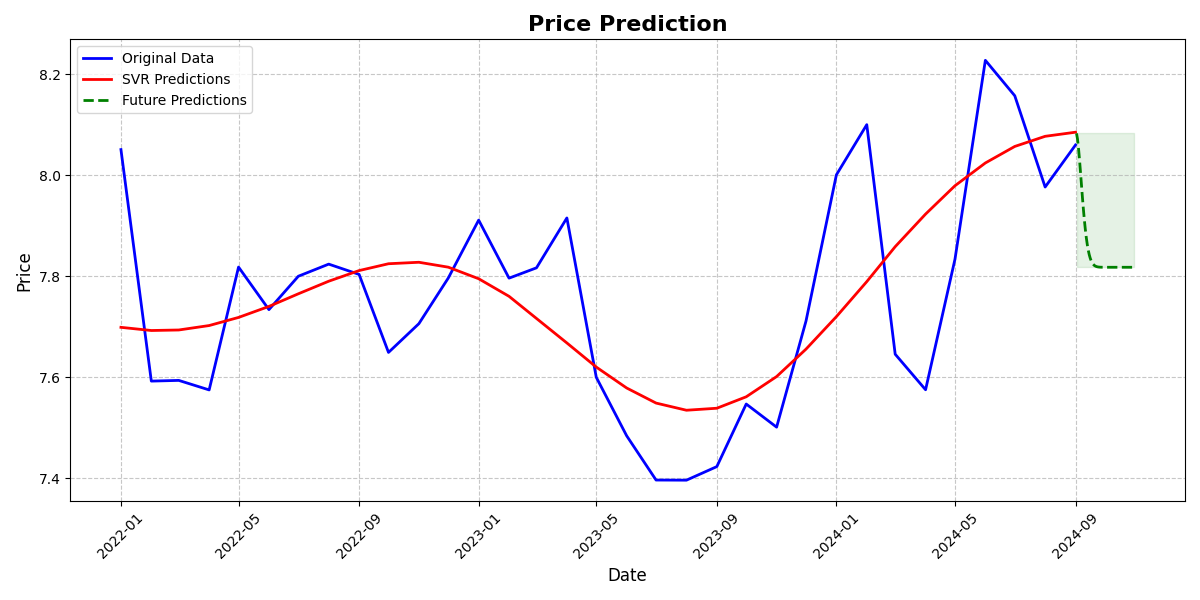 Price Prediction
Original Data
SVR Predictions
Future Predictions
Price
8.2
8.0
7.8
7.6
7.4
2022-01
2022-05
2022-09
2023-01
2023-05
2023-09
2024-01
2024-05
2024-09
Date